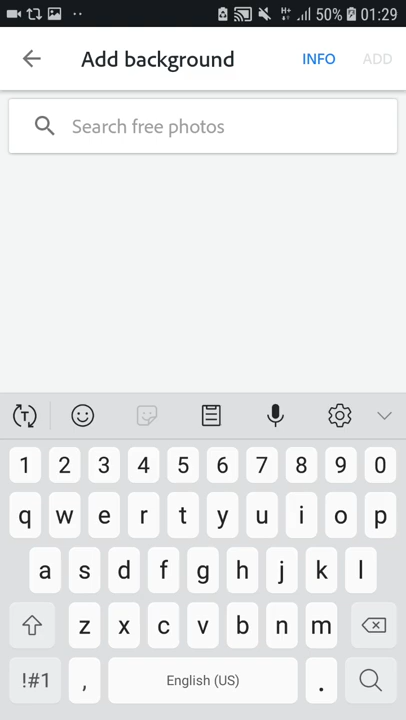 50% 01:29
Add background INFO ADD
Search free photos
1 2 3 4 5 6 7 8 9 0
q w e r t y u i o p
a s d f g h j k l
z x c v b n m
!#1 , English (US) .